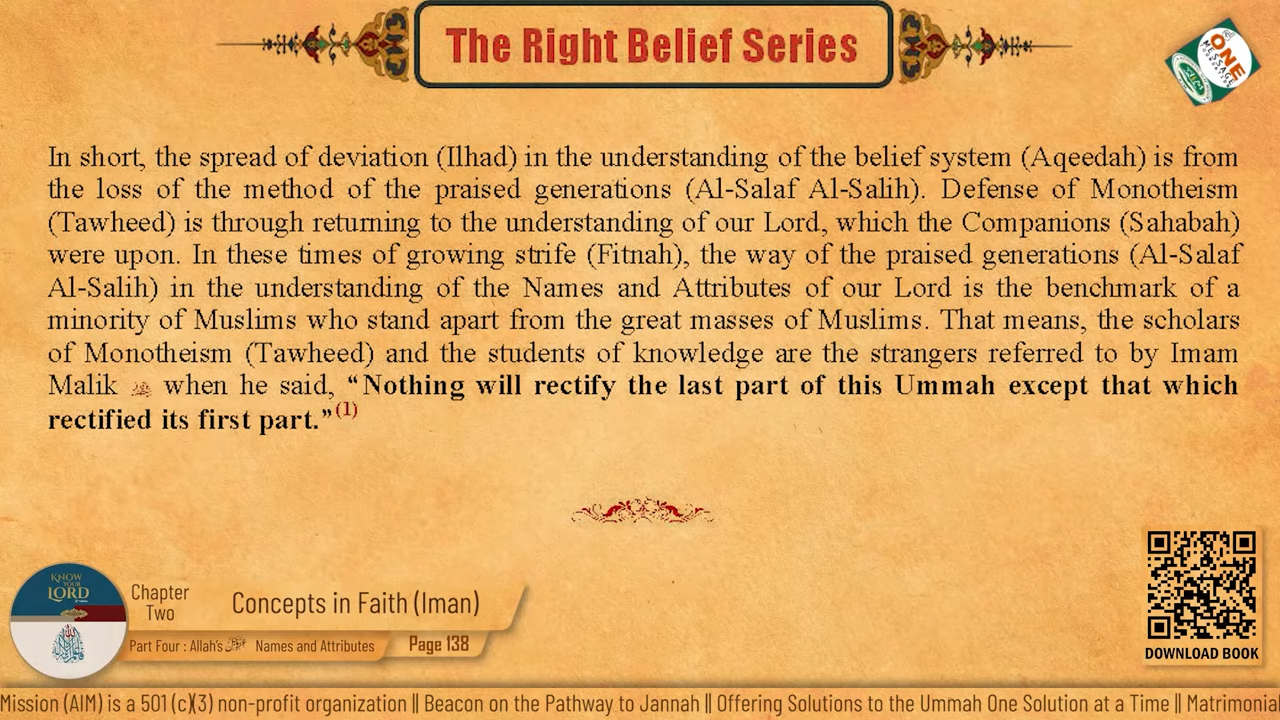 The Right Belief Series
ONE
MESSAGE
FOUNDATION
In short, the spread of deviation (Ilhad) in the understanding of the belief system (Aqeedah) is from
the loss of the method of the praised generations (Al-Salaf Al-Salih). Defense of Monotheism
(Tawheed) is through returning to the understanding of our Lord, which the Companions (Sahabah)
were upon. In these times of growing strife (Fitnah), the way of the praised generations (Al-Salaf
Al-Salih) in the understanding of the Names and Attributes of our Lord is the benchmark of a
minority of Muslims who stand apart from the great masses of Muslims. That means, the scholars
of Monotheism (Tawheed) and the students of knowledge are the strangers referred to by Imam
Malik when he said, “Nothing will rectify the last part of this Ummah except that which
rectified its first part.”(1)
KNOW
YOUR
LORD
Chapter
Two
Concepts in Faith (Iman)
Part Four : Allah’s Names and Attributes
Page 138
DOWNLOAD BOOK
Mission (AIM) is a 501 (c)(3) non-profit organization || Beacon on the Pathway to Jannah || Offering Solutions to the Ummah One Solution at a Time || Matrimonial